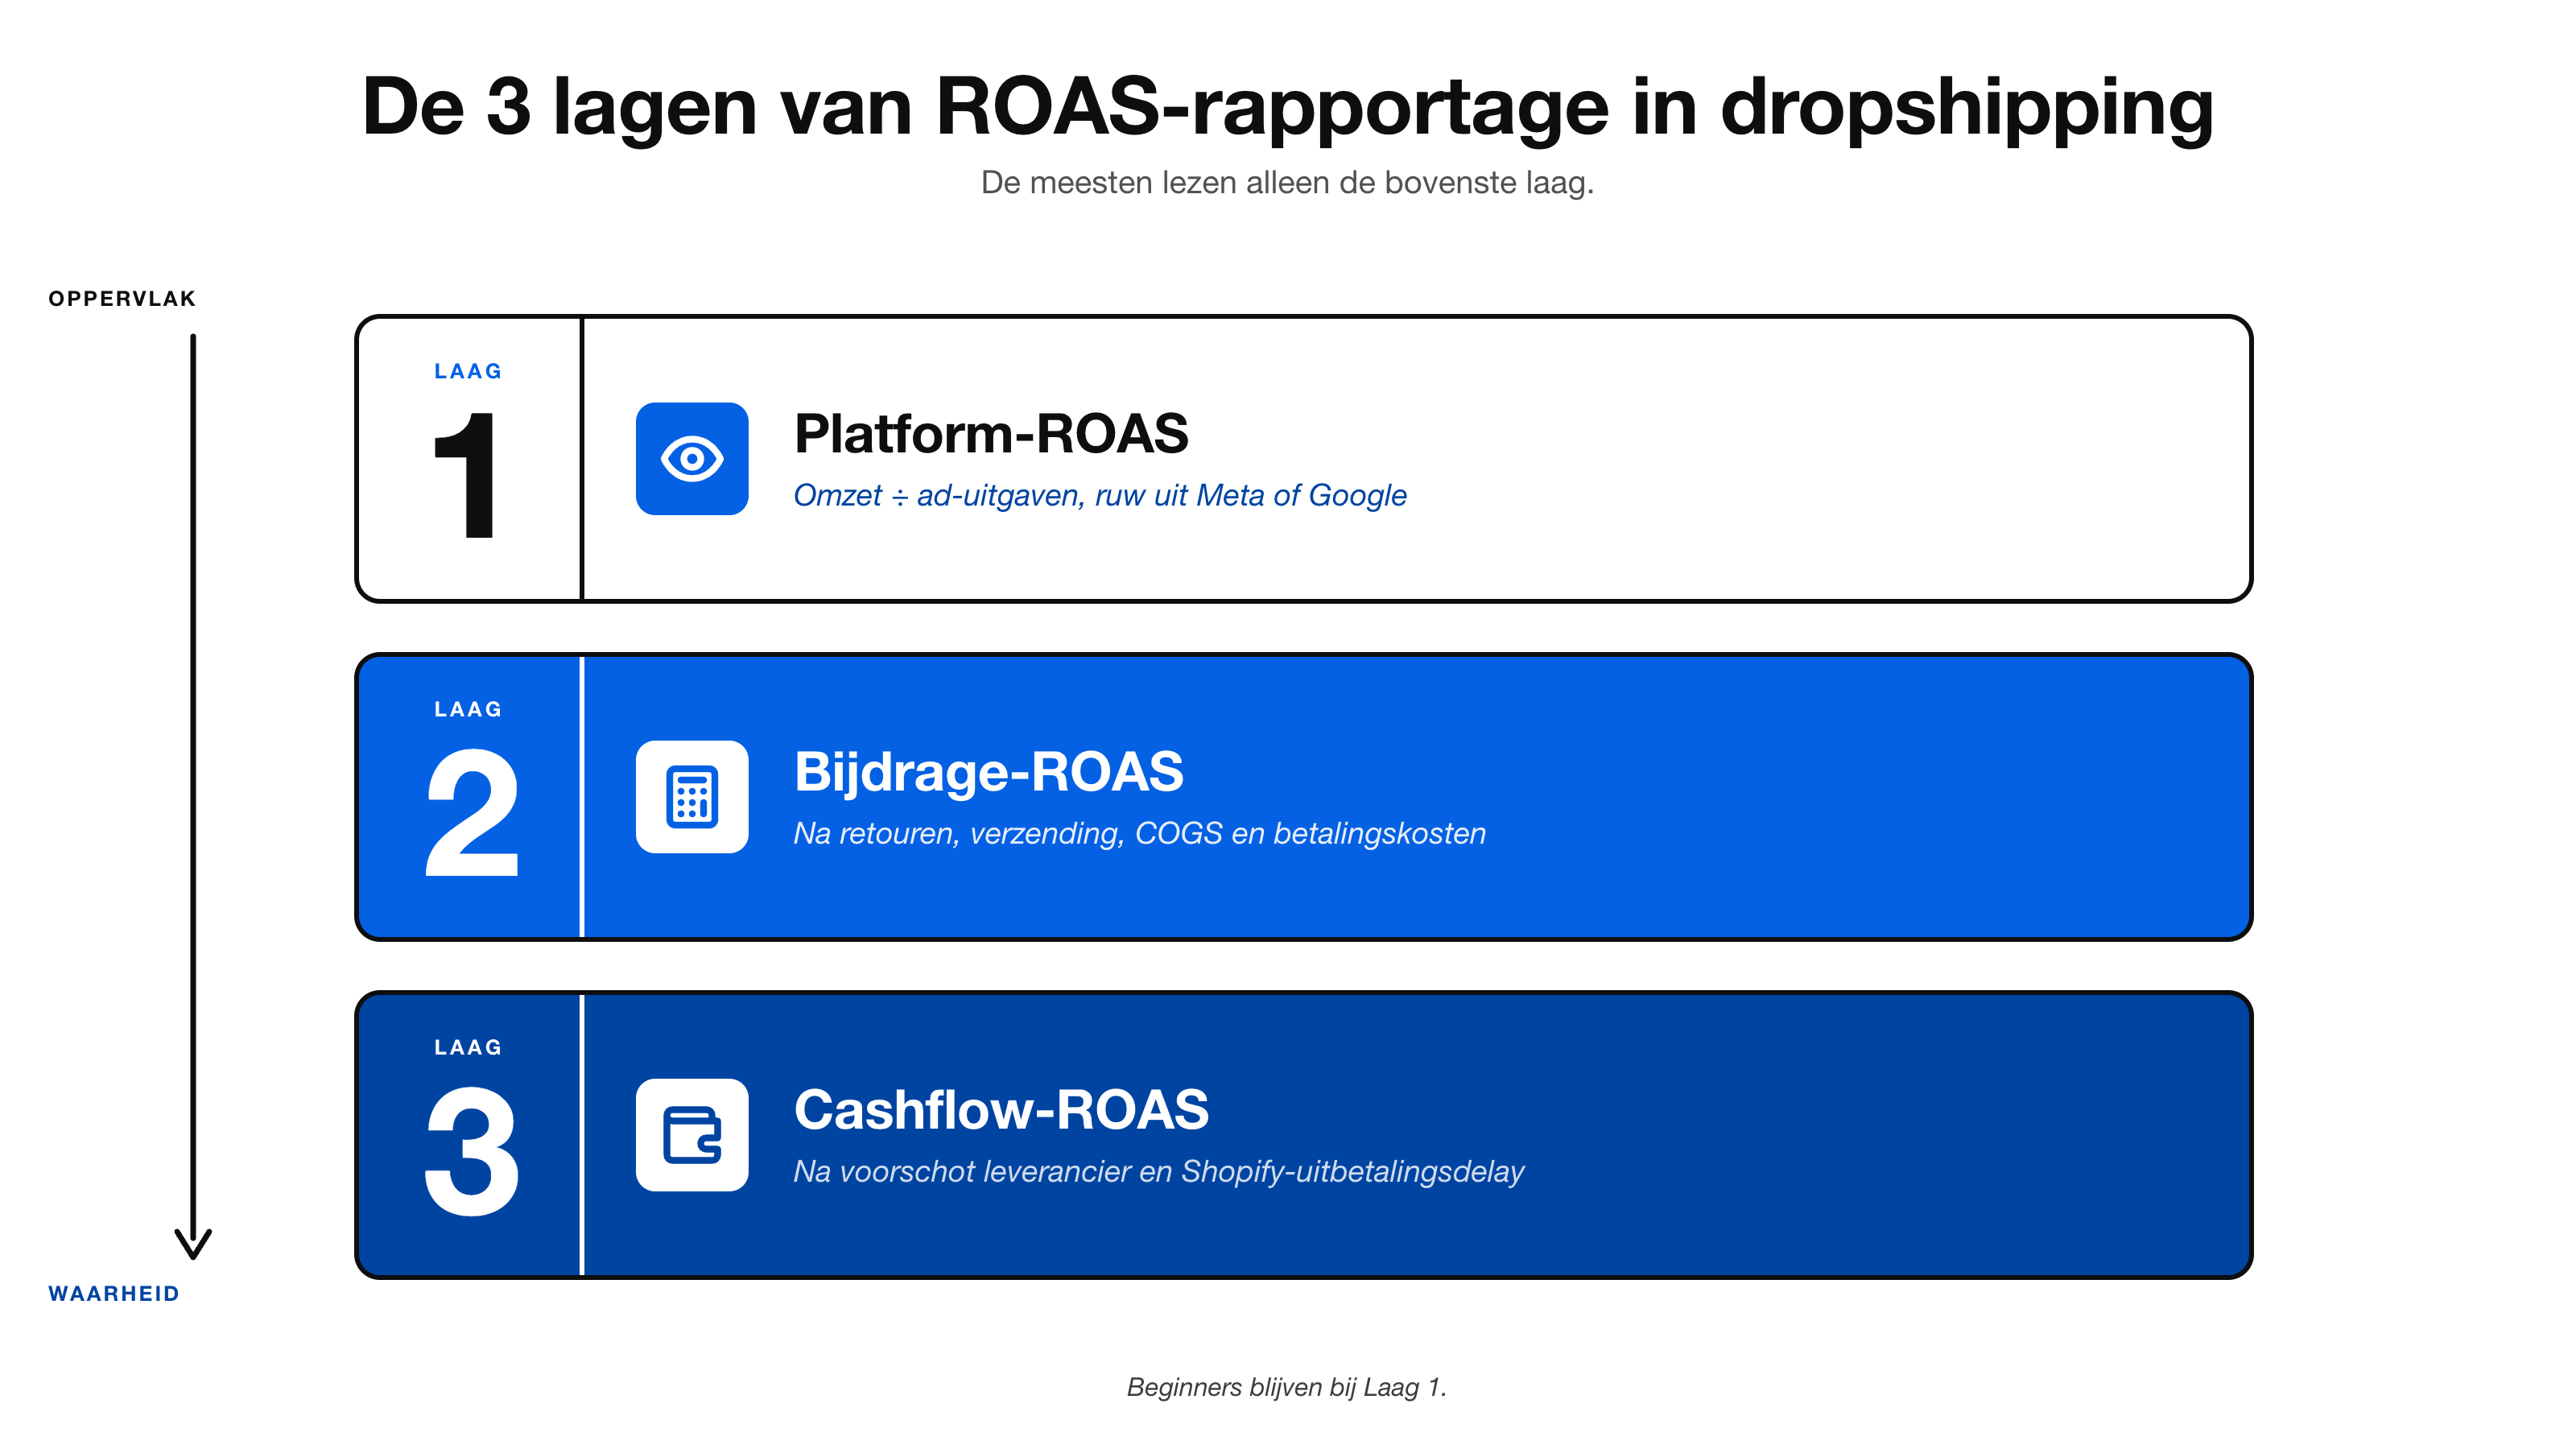 De 3 lagen van ROAS-rapportage in dropshipping
De meesten lezen alleen de bovenste laag.
OPPERVLAK
LAAG
1
Platform-ROAS
Omzet ÷ ad-uitgaven, ruw uit Meta of Google
LAAG
2
Bijdrage-ROAS
Na retouren, verzending, COGS en betalingskosten
LAAG
3
Cashflow-ROAS
Na voorschot leverancier en Shopify-uitbetalingsdelay
WAARHEID
Beginners blijven bij Laag 1.